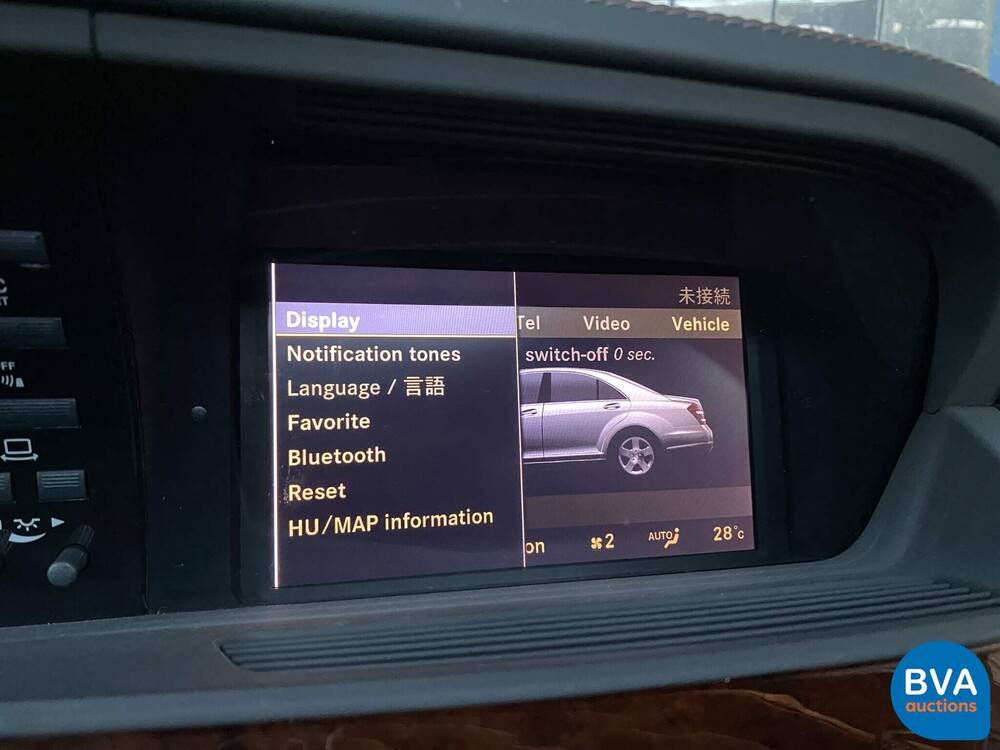 未接続
Display
Tel Video Vehicle
Notification tones
switch-off 0 sec.
Language / 言語
Favorite
Bluetooth
Reset
HU/MAP information
on 2 AUTO 28°C
BVA
auctions